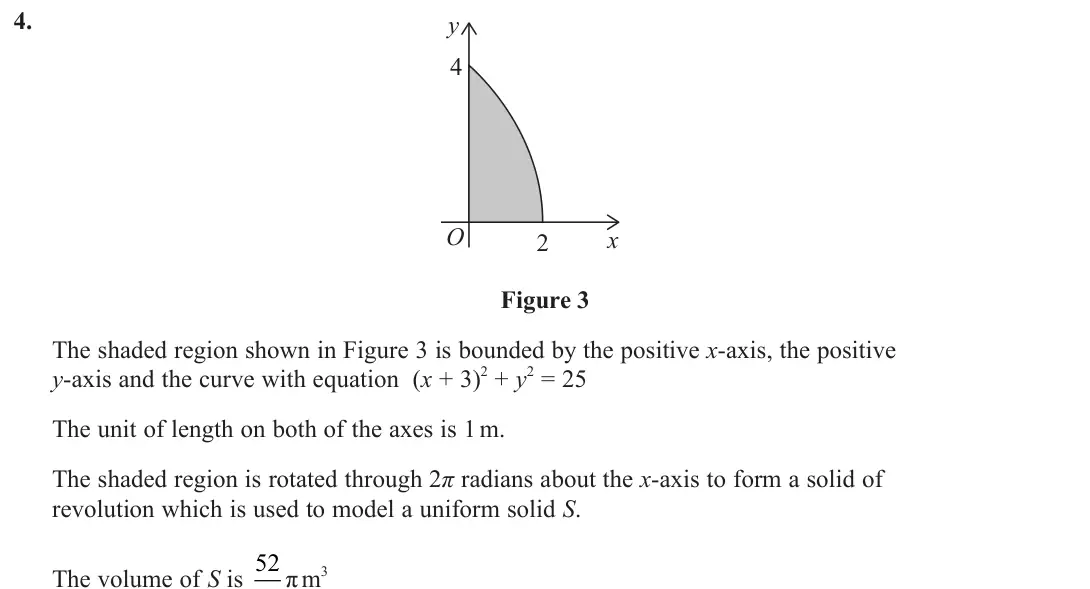 4.
y
4
O
2
x
Figure 3
The shaded region shown in Figure 3 is bounded by the positive x-axis, the positive
y-axis and the curve with equation (x + 3)² + y² = 25
The unit of length on both of the axes is 1 m.
The shaded region is rotated through 2π radians about the x-axis to form a solid of
revolution which is used to model a uniform solid S.
The volume of S is 52/ π m³